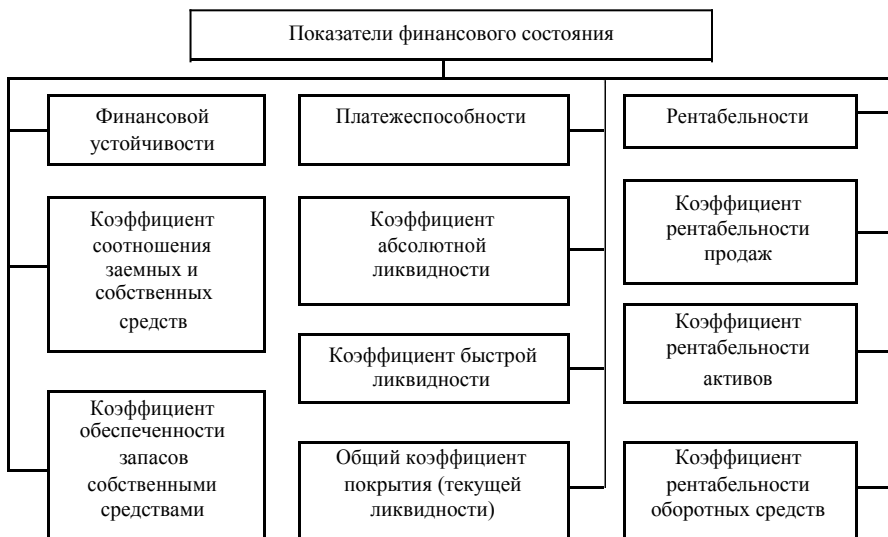 Показатели финансового состояния
Финансовой
устойчивости
Платежеспособности
Рентабельности
Коэффициент
соотношения
заемных и
собственных
средств
Коэффициент
абсолютной
ликвидности
Коэффициент
рентабельности
продаж
Коэффициент быстрой
ликвидности
Коэффициент
рентабельности
активов
Коэффициент
обеспеченности
запасов
собственными
средствами
Общий коэффициент
покрытия (текущей
ликвидности)
Коэффициент
рентабельности
оборотных средств